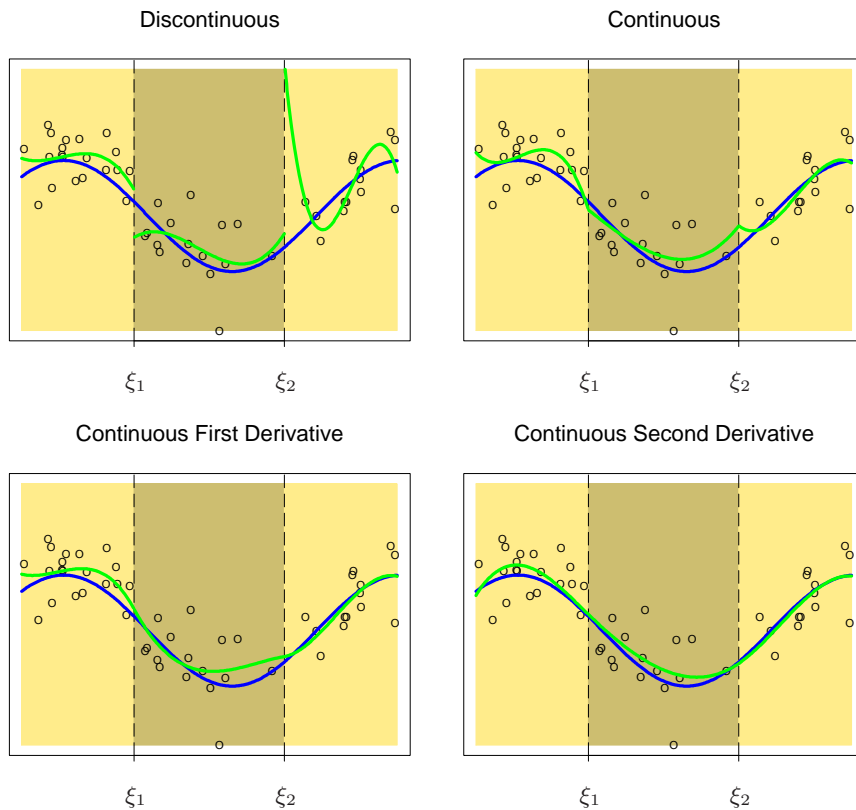 Discontinuous
Continuous
ξ₁ ξ₂
ξ₁ ξ₂
Continuous First Derivative
Continuous Second Derivative
ξ₁ ξ₂
ξ₁ ξ₂